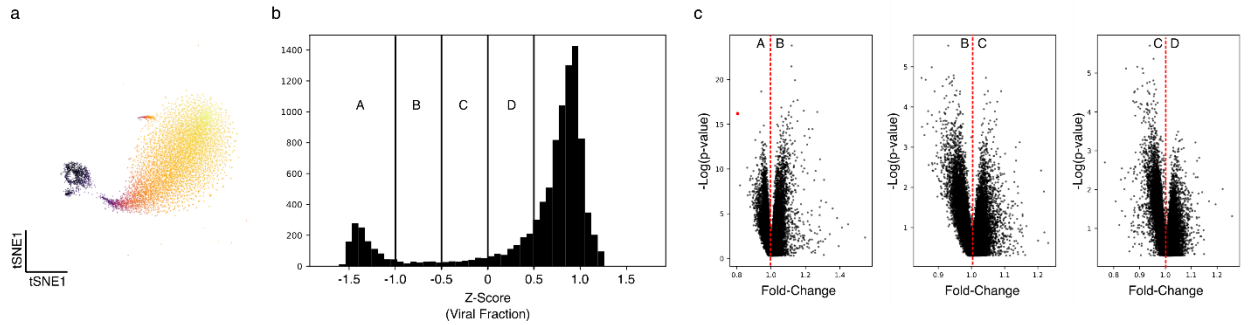 a
tSNE1
tSNE1
b
1400
1200
1000
800
600
400
200
0
A
B
C
D
-1.5
-1.0
-0.5
0
0.5
1.0
1.5
Z-Score
(Viral Fraction)
c
A
B
20
15
10
5
0
-Log(p-value)
0.8
1.0
1.2
1.4
Fold-Change
B
C
5
4
3
2
1
-Log(p-value)
0.9
1.0
1.1
1.2
Fold-Change
C
D
5
4
3
2
1
-Log(p-value)
0.8
0.9
1.0
1.1
1.2
Fold-Change